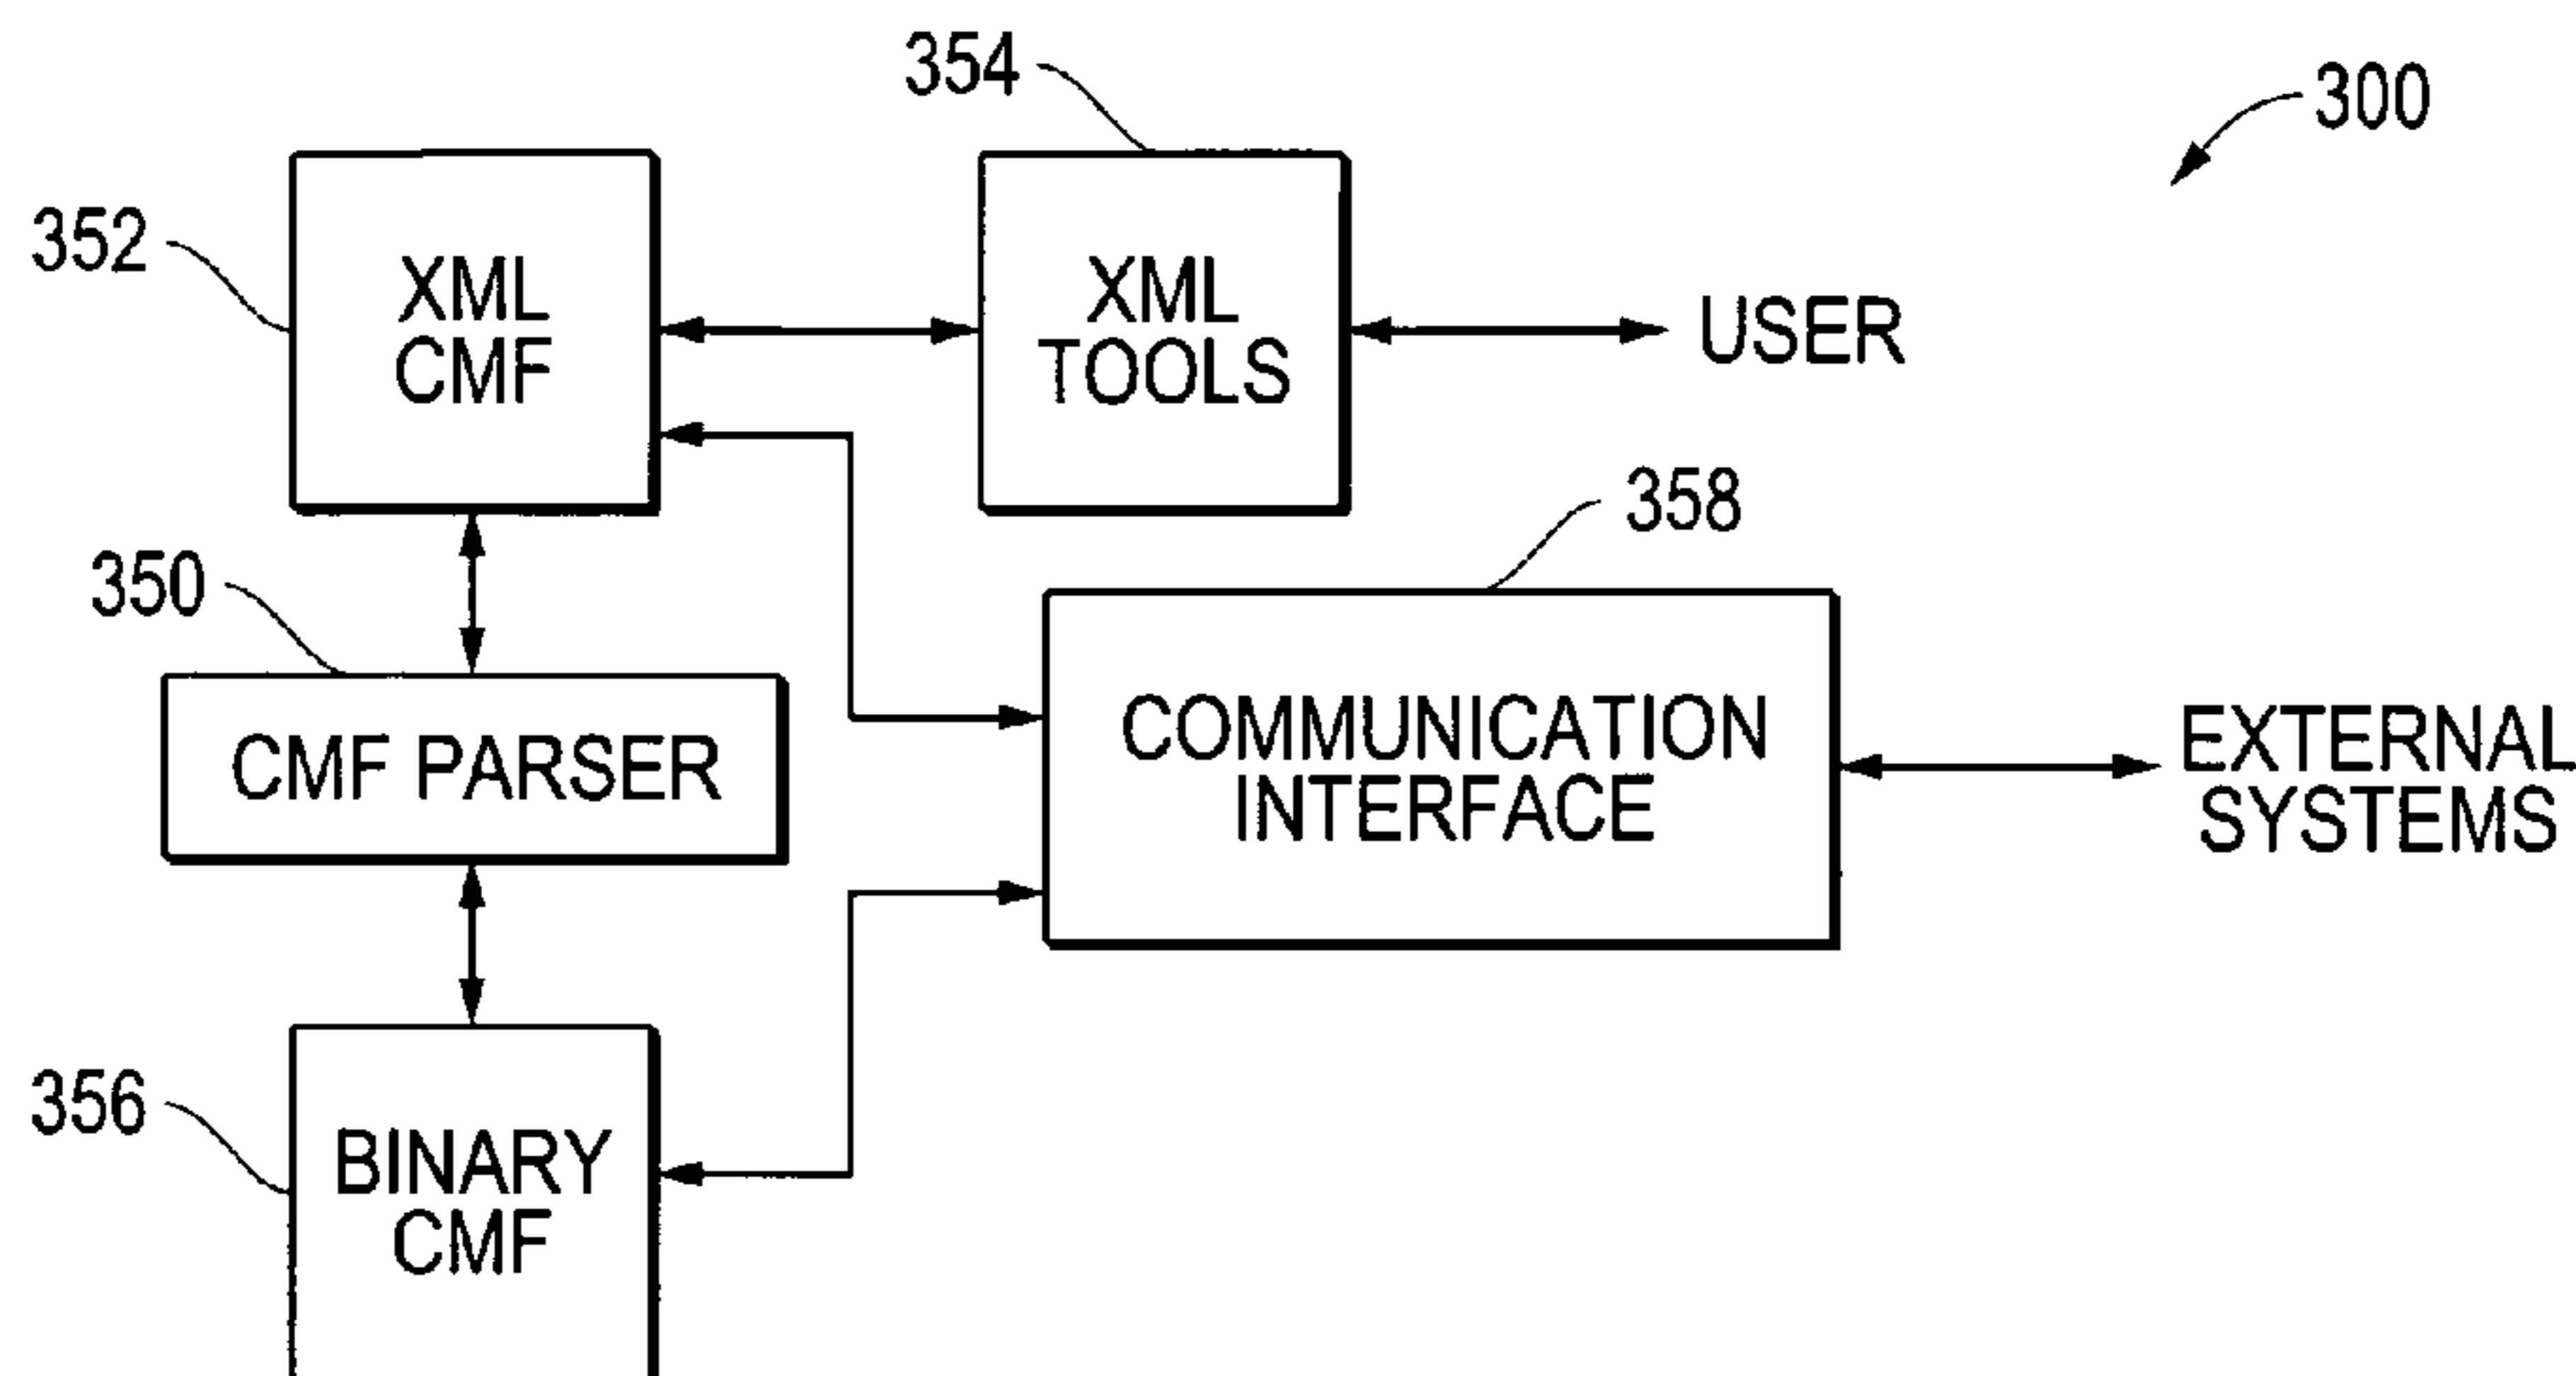 354
300
352
XML
CMF
XML
TOOLS
USER
358
350
CMF PARSER
COMMUNICATION
INTERFACE
EXTERNAL
SYSTEMS
356
BINARY
CMF